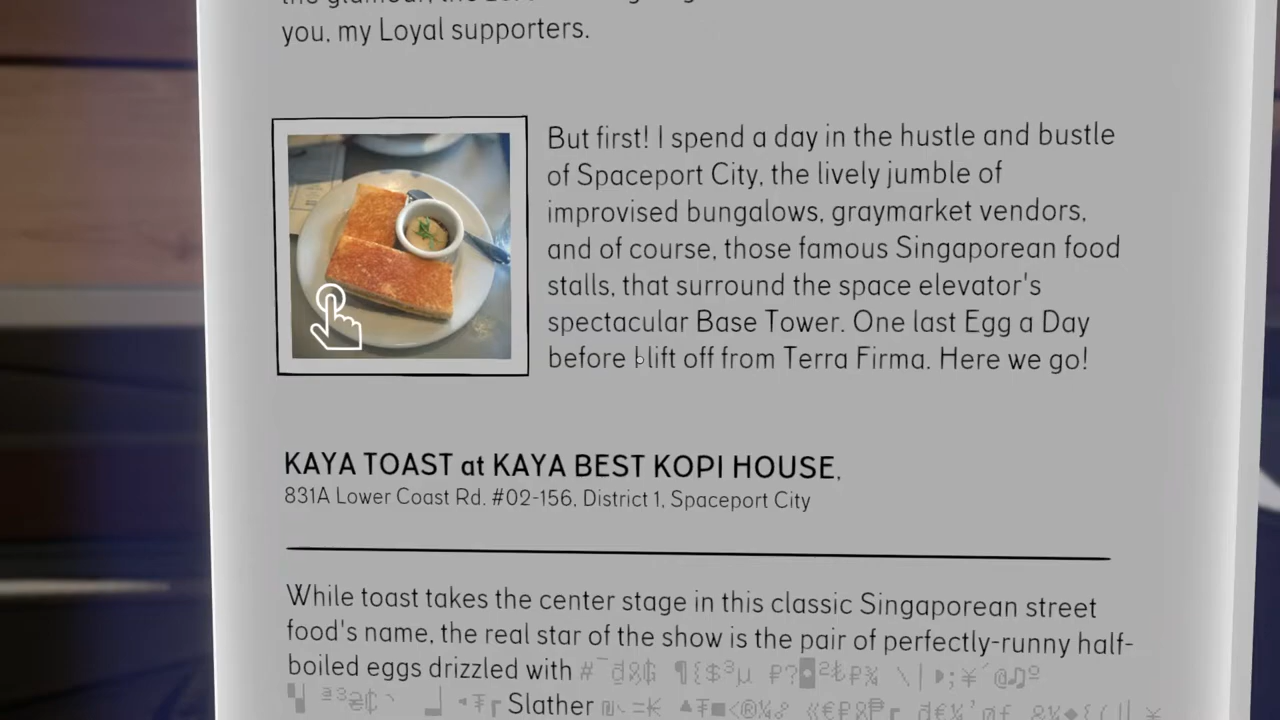 you, my Loyal supporters.
But first! I spend a day in the hustle and bustle
of Spaceport City, the lively jumble of
improvised bungalows, graymarket vendors,
and of course, those famous Singaporean food
stalls, that surround the space elevator's
spectacular Base Tower. One last Egg a Day
before I lift off from Terra Firma. Here we go!
KAYA TOAST at KAYA BEST KOPI HOUSE,
831A Lower Coast Rd. #02-156, District 1, Spaceport City
While toast takes the center stage in this classic Singaporean street
food's name, the real star of the show is the pair of perfectly-runny half-
boiled eggs drizzled with
Slather